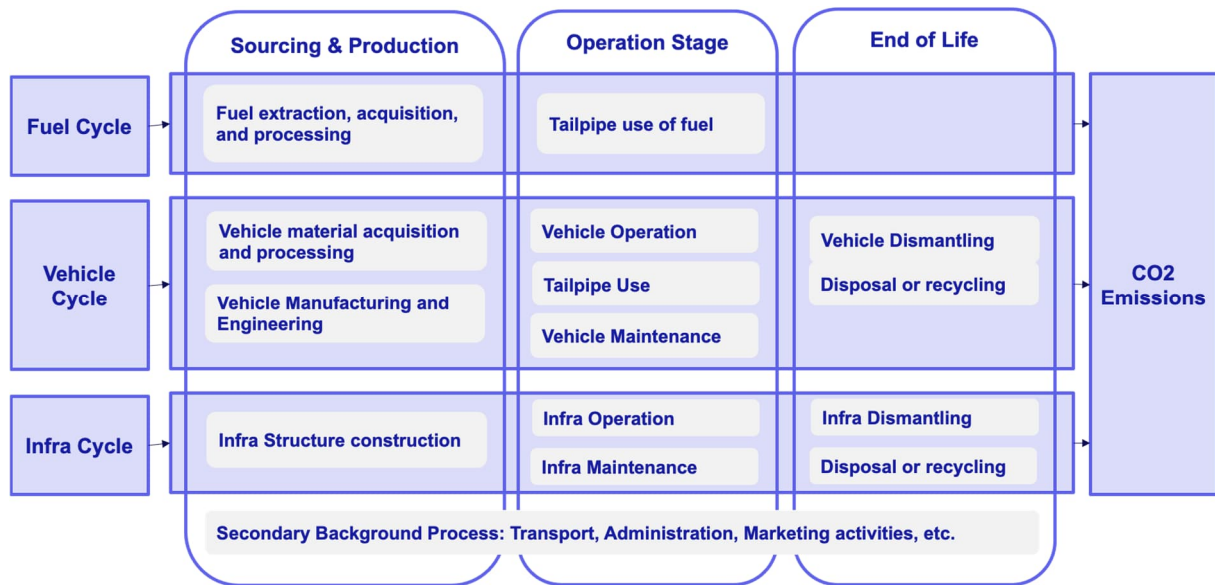 Sourcing & Production
Operation Stage
End of Life
Fuel Cycle
Fuel extraction, acquisition,
and processing
Tailpipe use of fuel
Vehicle
Cycle
Vehicle material acquisition
and processing
Vehicle Manufacturing and
Engineering
Vehicle Operation
Tailpipe Use
Vehicle Maintenance
Vehicle Dismantling
Disposal or recycling
CO2
Emissions
Infra Cycle
Infra Structure construction
Infra Operation
Infra Maintenance
Infra Dismantling
Disposal or recycling
Secondary Background Process: Transport, Administration, Marketing activities, etc.